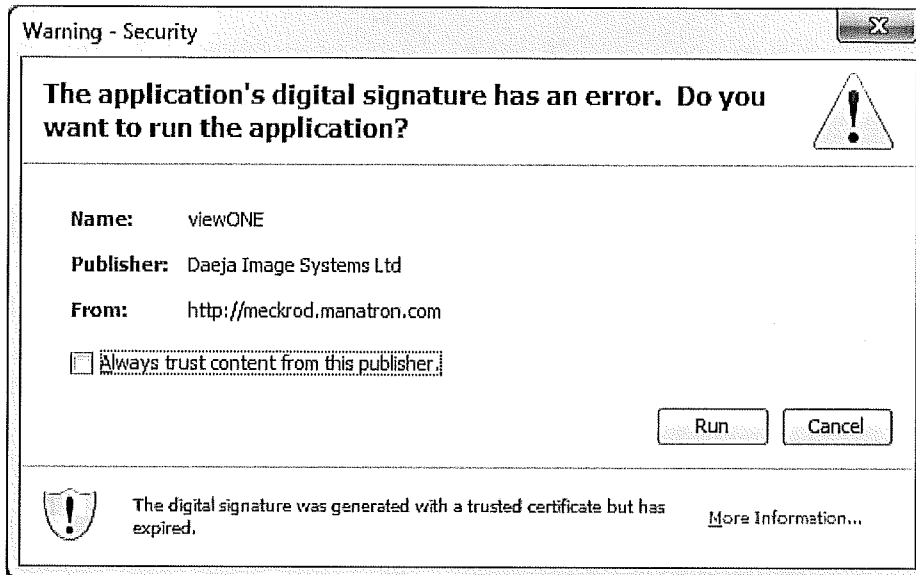 Warning - Security
The application's digital signature has an error. Do you
want to run the application?
Name: viewONE
Publisher: Daeja Image Systems Ltd
From: http://meckrod.manatron.com
Always trust content from this publisher.
Run Cancel
The digital signature was generated with a trusted certificate but has
expired.
More Information...